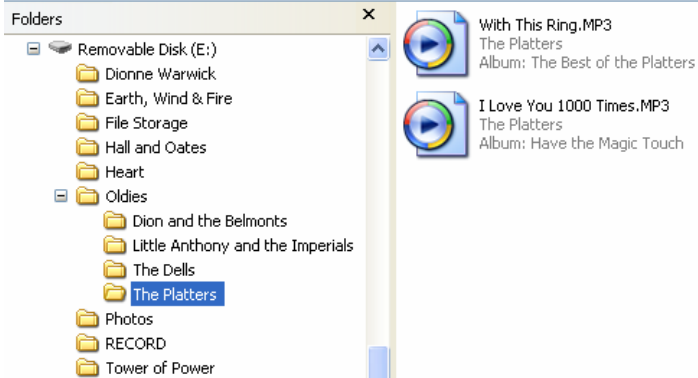 Folders
Removable Disk (E:)
Dionne Warwick
Earth, Wind & Fire
File Storage
Hall and Oates
Heart
Oldies
Dion and the Belmonts
Little Anthony and the Imperials
The Dells
The Platters
Photos
RECORD
Tower of Power
With This Ring.MP3
The Platters
Album: The Best of the Platters
I Love You 1000 Times.MP3
The Platters
Album: Have the Magic Touch